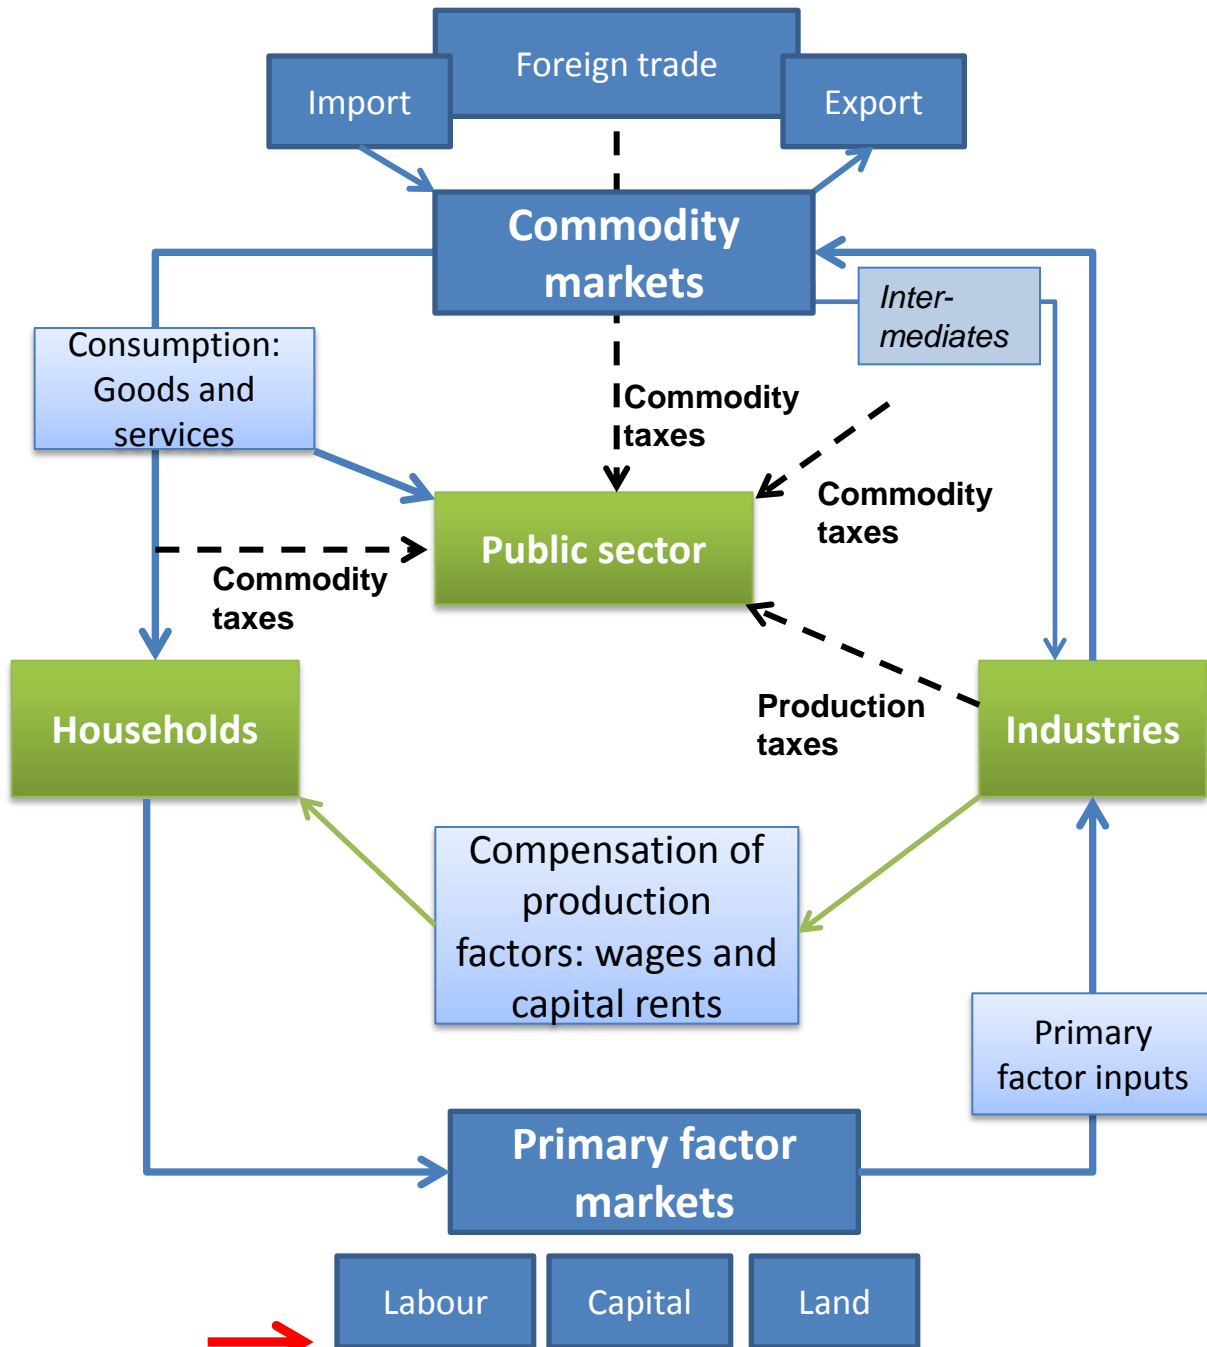 Foreign trade
Import
Export
Commodity
markets
Inter-
mediates
Consumption:
Goods and
services
Commodity
taxes
Commodity
taxes
Public sector
Commodity
taxes
Households
Production
taxes
Industries
Compensation of
production
factors: wages and
capital rents
Primary
factor inputs
Primary factor
markets
Labour
Capital
Land